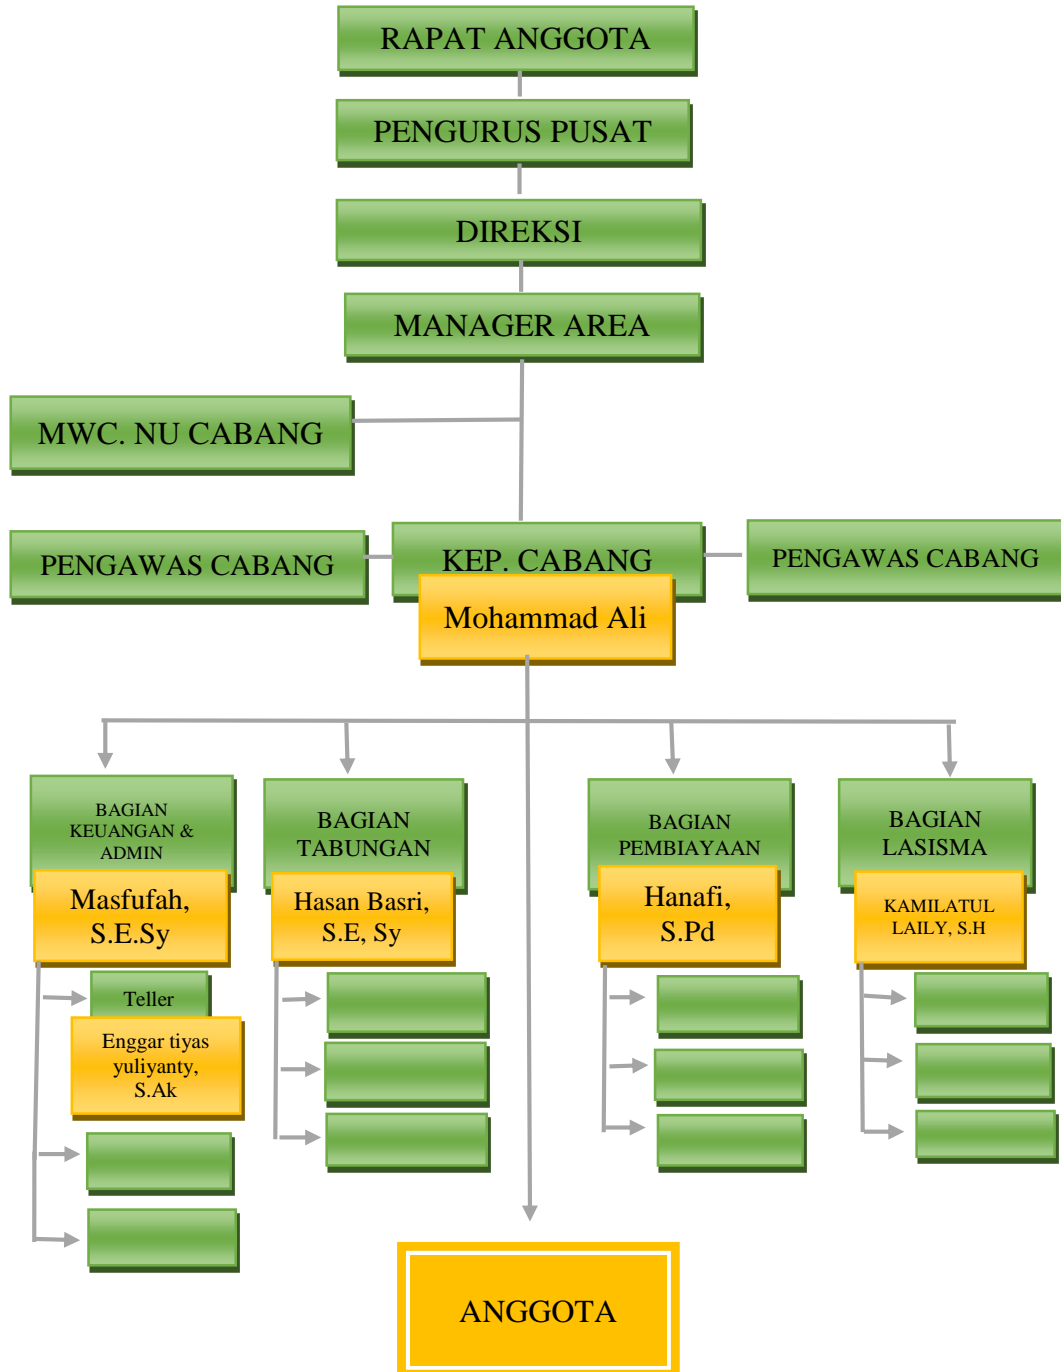 RAPAT ANGGOTA
PENGURUS PUSAT
DIREKSI
MANAGER AREA
MWC. NU CABANG
PENGAWAS CABANG
KEP. CABANG
PENGAWAS CABANG
Mohammad Ali
BAGIAN
KEUANGAN &
ADMIN
Masfufah,
S.E.Sy
BAGIAN
TABUNGAN
Hasan Basri,
S.E, Sy
BAGIAN
PEMBIAYAAN
Hanafi,
S.Pd
BAGIAN
LASISMA
KAMILATUL
LAILY, S.H
Teller
Enggar tiyas
yuliyanty,
S.Ak
ANGGOTA